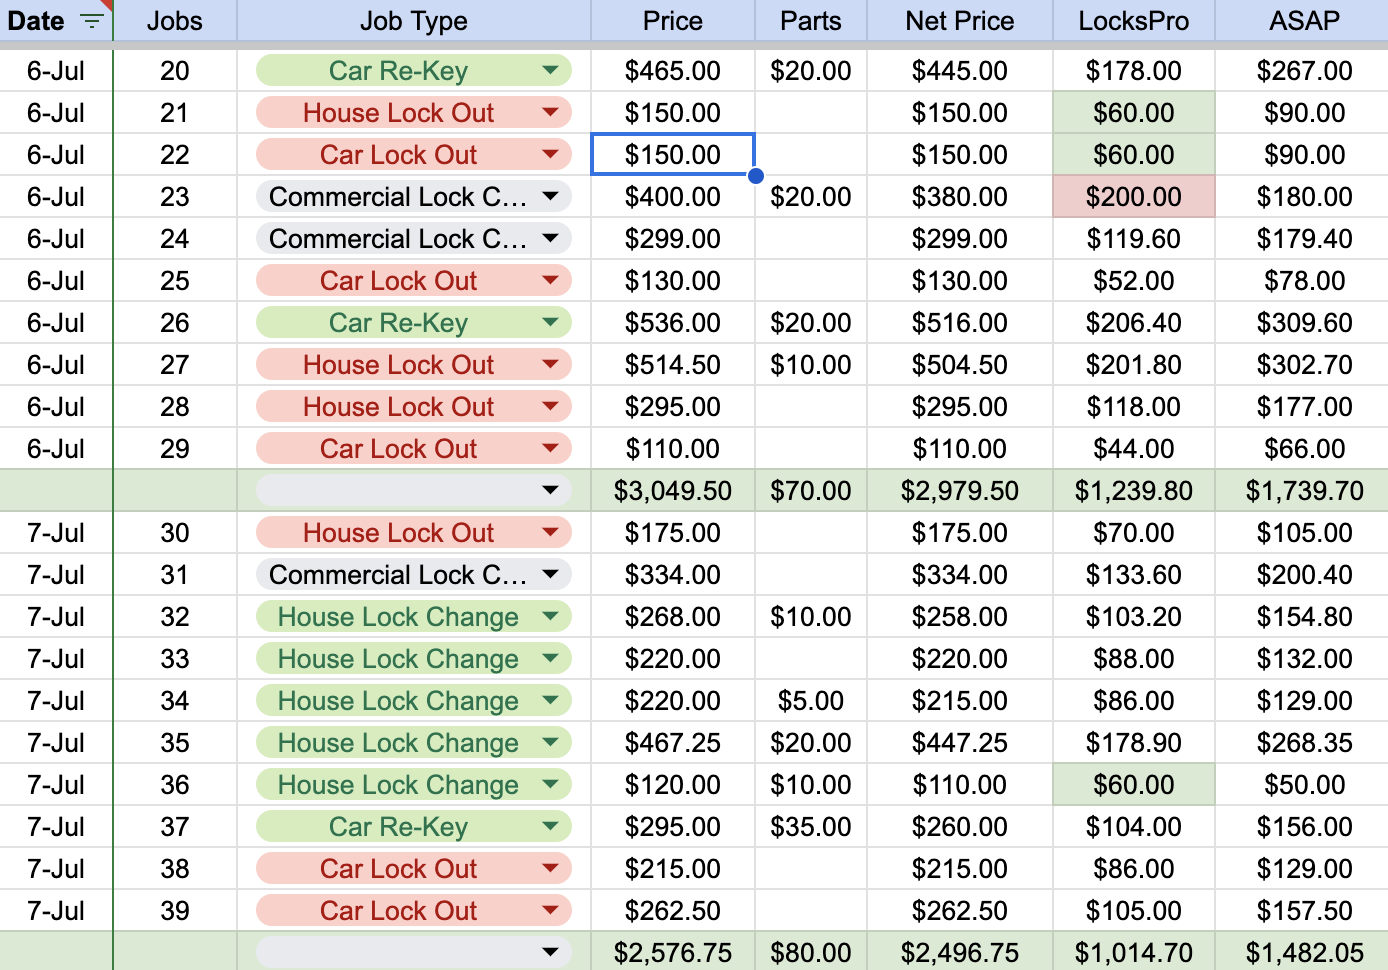 Date Jobs Job Type Price Parts Net Price LocksPro ASAP
6-Jul 20 Car Re-Key $465.00 $20.00 $445.00 $178.00 $267.00
6-Jul 21 House Lock Out $150.00 $150.00 $60.00 $90.00
6-Jul 22 Car Lock Out $150.00 $150.00 $60.00 $90.00
6-Jul 23 Commercial Lock C... $400.00 $20.00 $380.00 $200.00 $180.00
6-Jul 24 Commercial Lock C... $299.00 $299.00 $119.60 $179.40
6-Jul 25 Car Lock Out $130.00 $130.00 $52.00 $78.00
6-Jul 26 Car Re-Key $536.00 $20.00 $516.00 $206.40 $309.60
6-Jul 27 House Lock Out $514.50 $10.00 $504.50 $201.80 $302.70
6-Jul 28 House Lock Out $295.00 $295.00 $118.00 $177.00
6-Jul 29 Car Lock Out $110.00 $110.00 $44.00 $66.00
$3,049.50 $70.00 $2,979.50 $1,239.80 $1,739.70
7-Jul 30 House Lock Out $175.00 $175.00 $70.00 $105.00
7-Jul 31 Commercial Lock C... $334.00 $334.00 $133.60 $200.40
7-Jul 32 House Lock Change $268.00 $10.00 $258.00 $103.20 $154.80
7-Jul 33 House Lock Change $220.00 $220.00 $88.00 $132.00
7-Jul 34 House Lock Change $220.00 $5.00 $215.00 $86.00 $129.00
7-Jul 35 House Lock Change $467.25 $20.00 $447.25 $178.90 $268.35
7-Jul 36 House Lock Change $120.00 $10.00 $110.00 $60.00 $50.00
7-Jul 37 Car Re-Key $295.00 $35.00 $260.00 $104.00 $156.00
7-Jul 38 Car Lock Out $215.00 $215.00 $86.00 $129.00
7-Jul 39 Car Lock Out $262.50 $262.50 $105.00 $157.50
$2,576.75 $80.00 $2,496.75 $1,014.70 $1,482.05